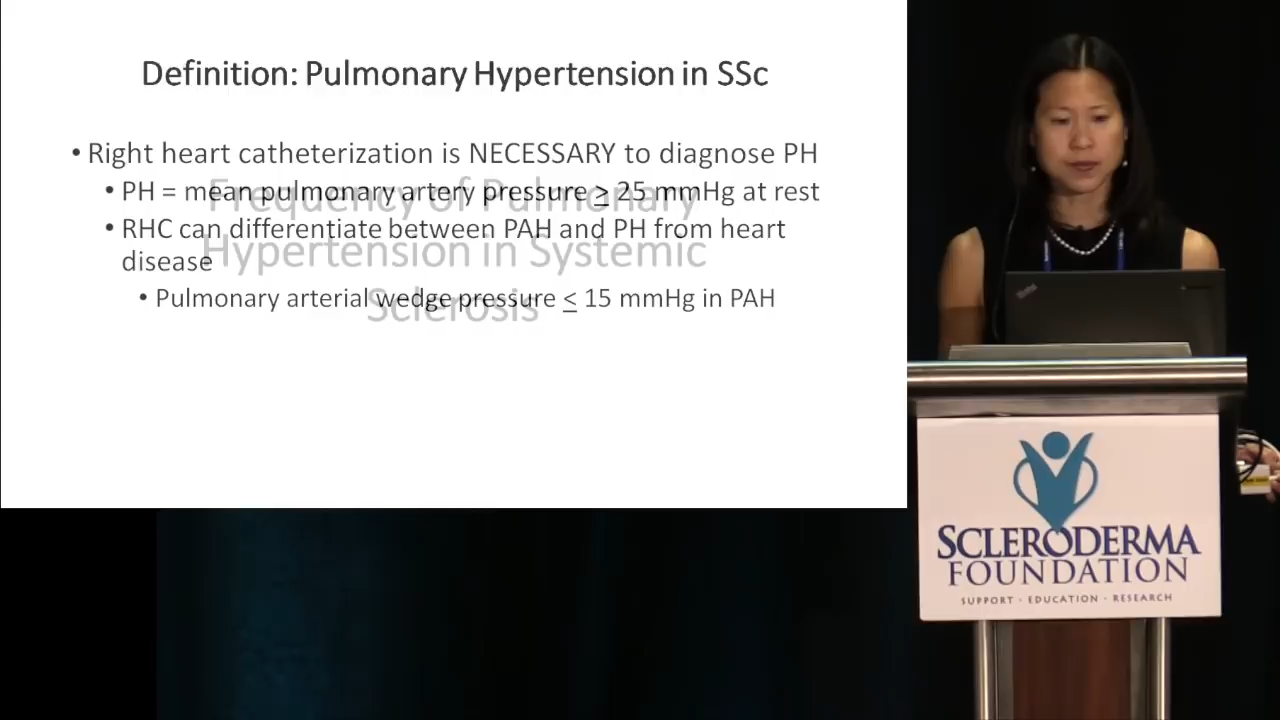 Definition: Pulmonary Hypertension in SSc
• Right heart catheterization is NECESSARY to diagnose PH
• PH = mean pulmonary artery pressure ≥ 25 mmHg at rest
• RHC can differentiate between PAH and PH from heart
disease
• Pulmonary arterial wedge pressure ≤ 15 mmHg in PAH
Frequency of Pulmonary
Hypertension in Systemic
Sclerosis
SCLERODERMA
FOUNDATION
SUPPORT · EDUCATION · RESEARCH